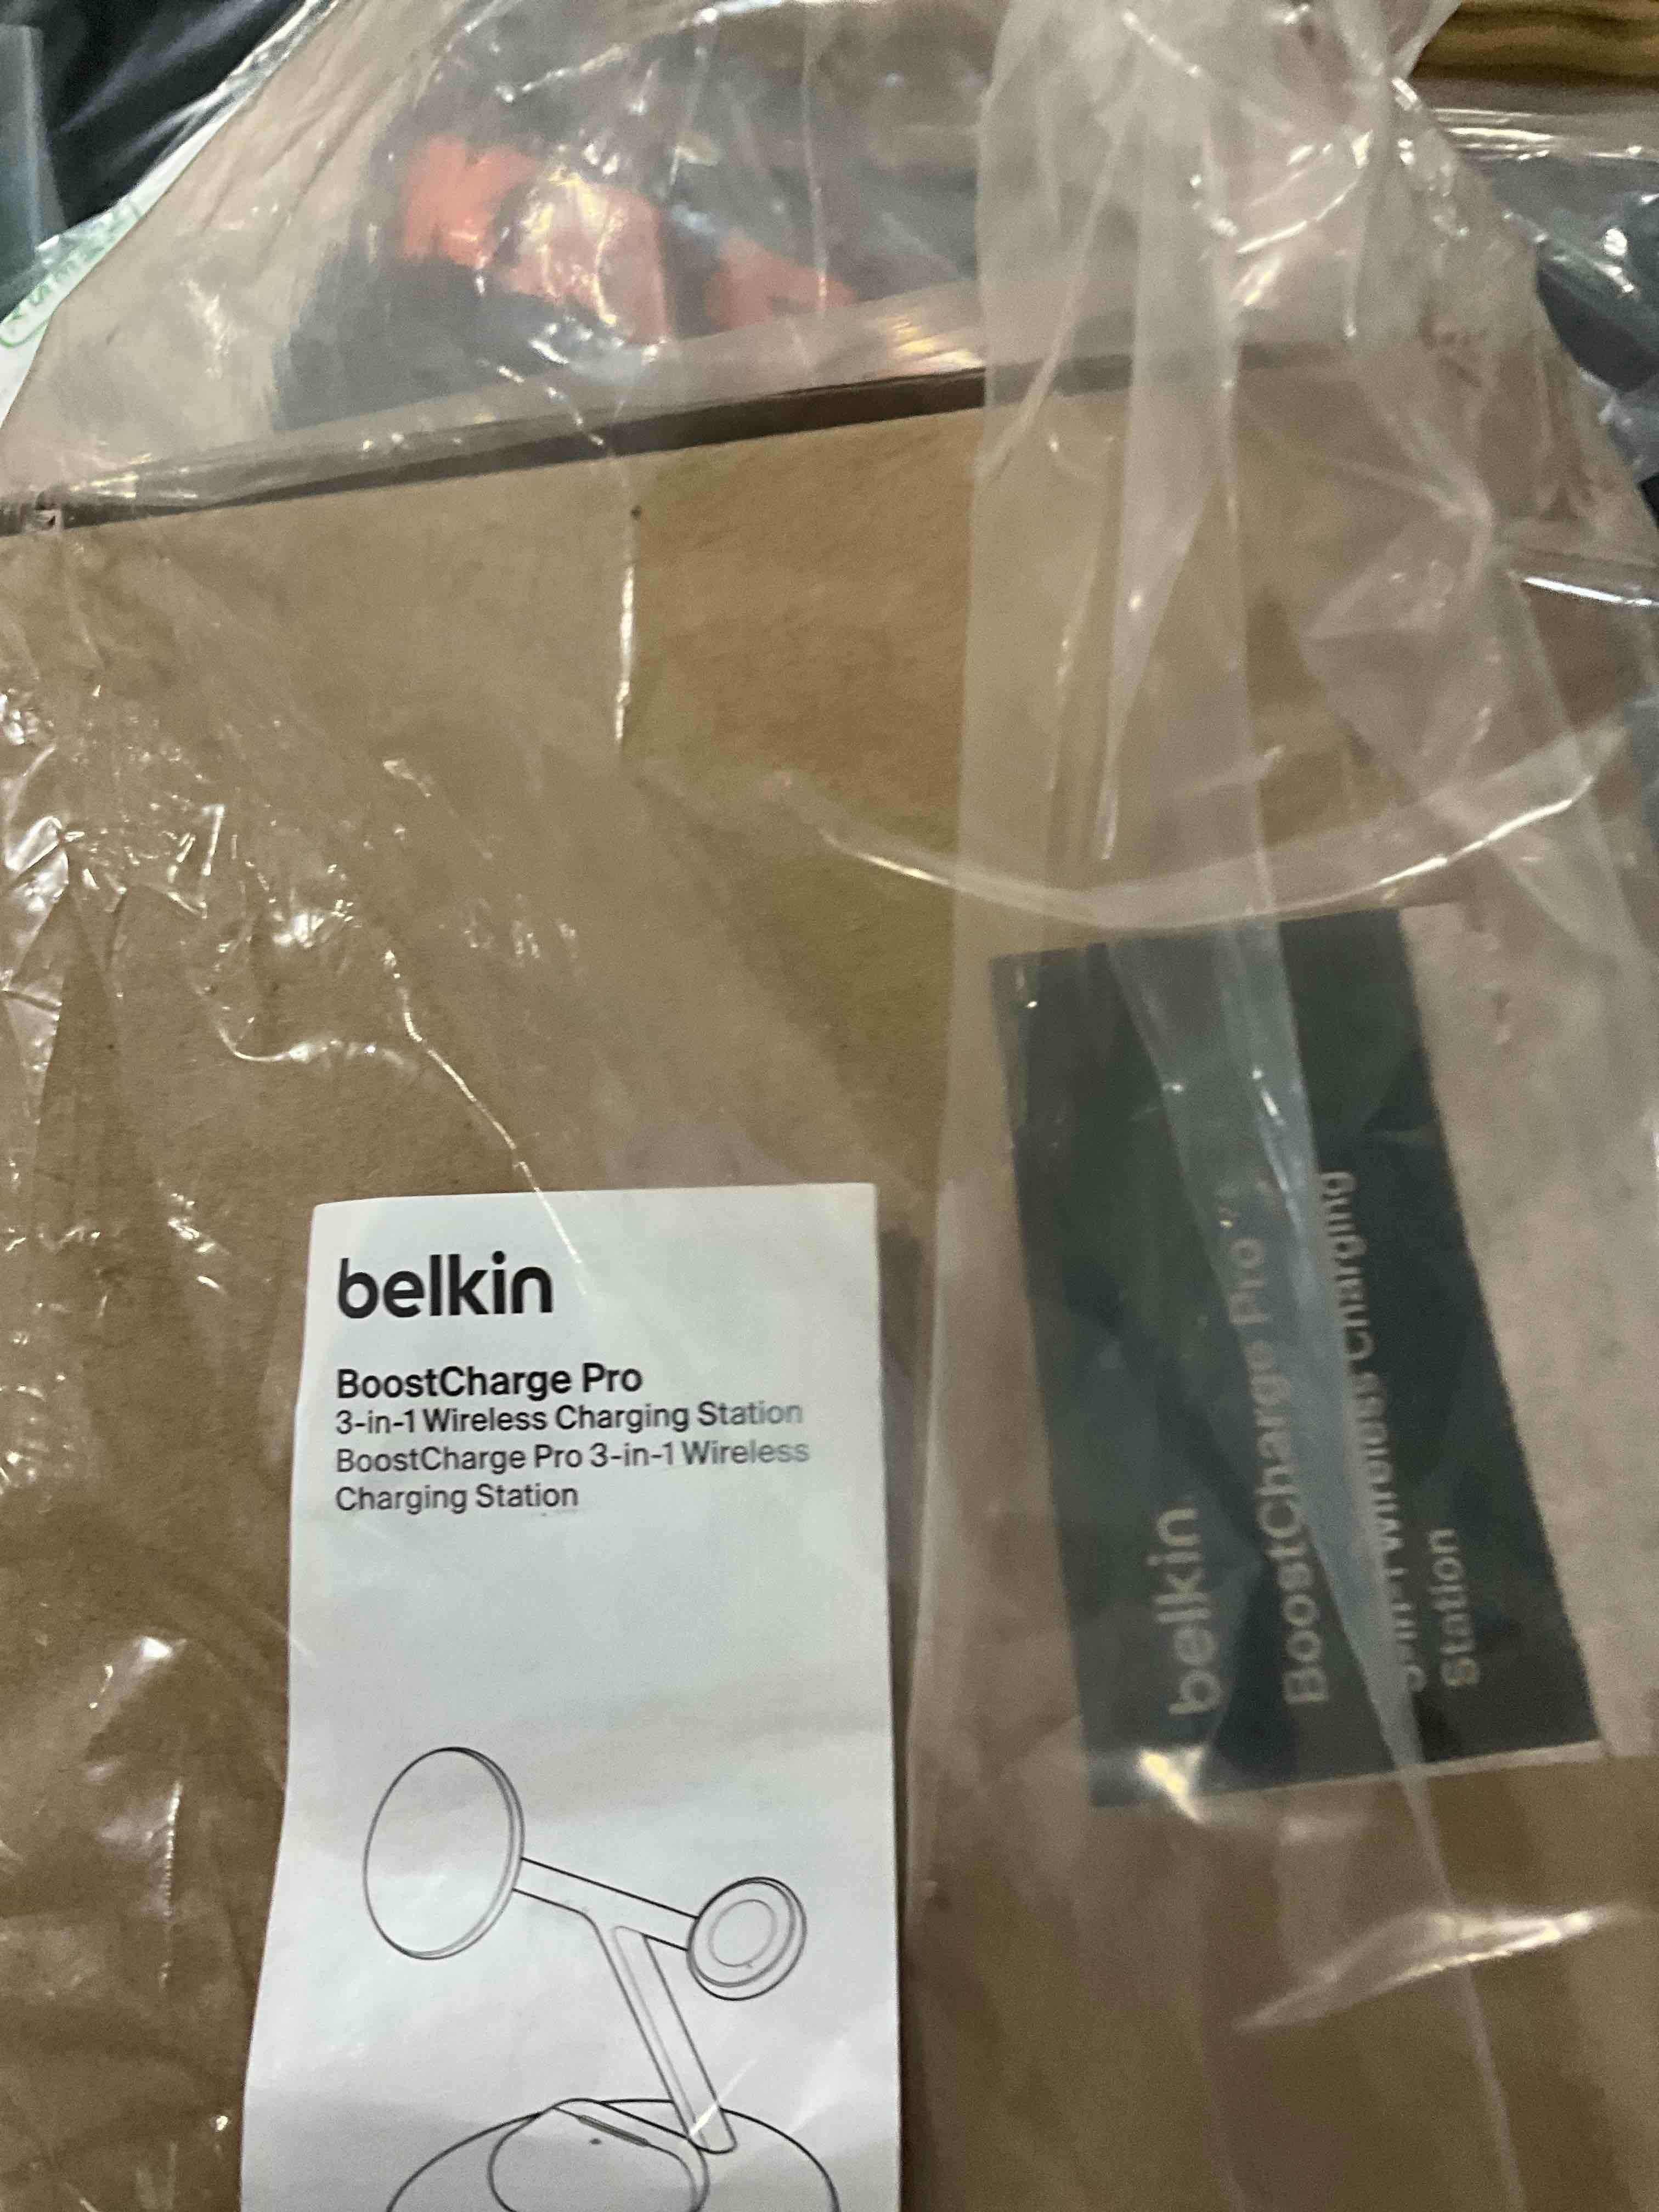 belkin
BoostCharge Pro
3-in-1 Wireless Charging Station
BoostCharge Pro 3-in-1 Wireless
Charging Station
belkin
BoostCharge Pro
Wireless Charging
Station